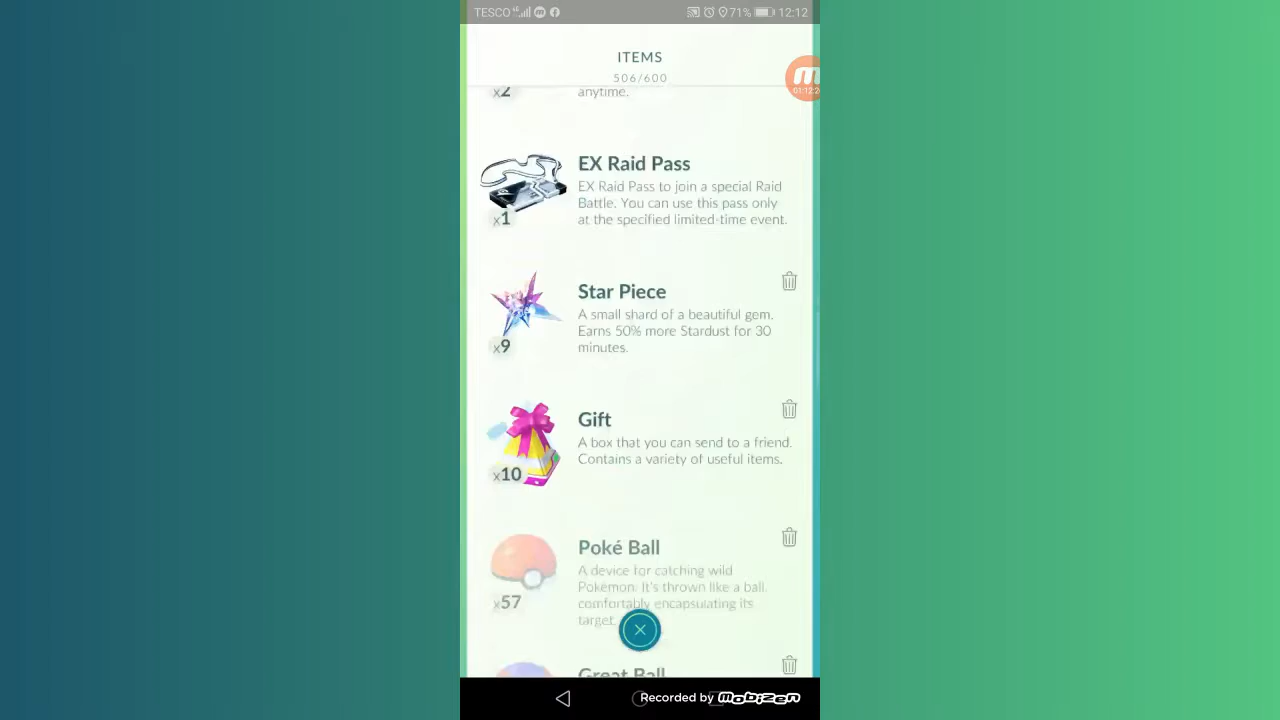 TESCO 71% 12:12
ITEMS
506/600
M
x2 anytime.
EX Raid Pass
EX Raid Pass to join a special Raid
Battle. You can use this pass only
at the specified limited-time event.
x1
Star Piece
A small shard of a beautiful gem.
Earns 50% more Stardust for 30
minutes.
x9
Gift
A box that you can send to a friend.
Contains a variety of useful items.
x10
Poké Ball
A device for catching wild
Pokémon. It's thrown like a ball,
comfortably encapsulating its
target.
x57
Great Ball
Recorded by mobizen